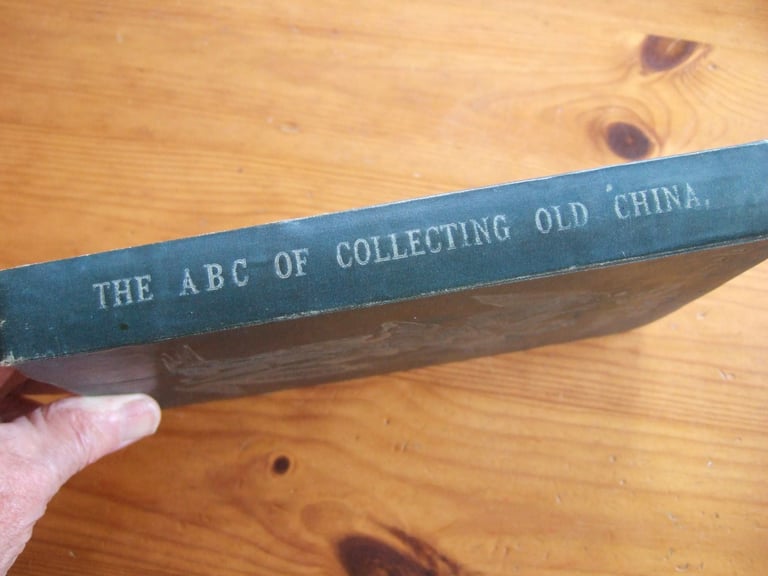 THE ABC OF COLLECTING OLD CHINA.